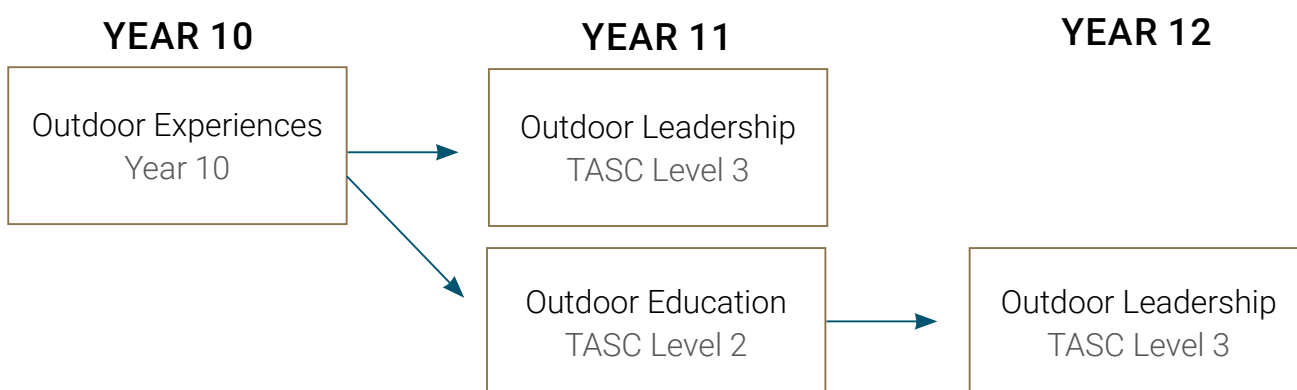 YEAR 10
YEAR 11
YEAR 12
Outdoor Experiences
Year 10
Outdoor Leadership
TASC Level 3
Outdoor Education
TASC Level 2
Outdoor Leadership
TASC Level 3